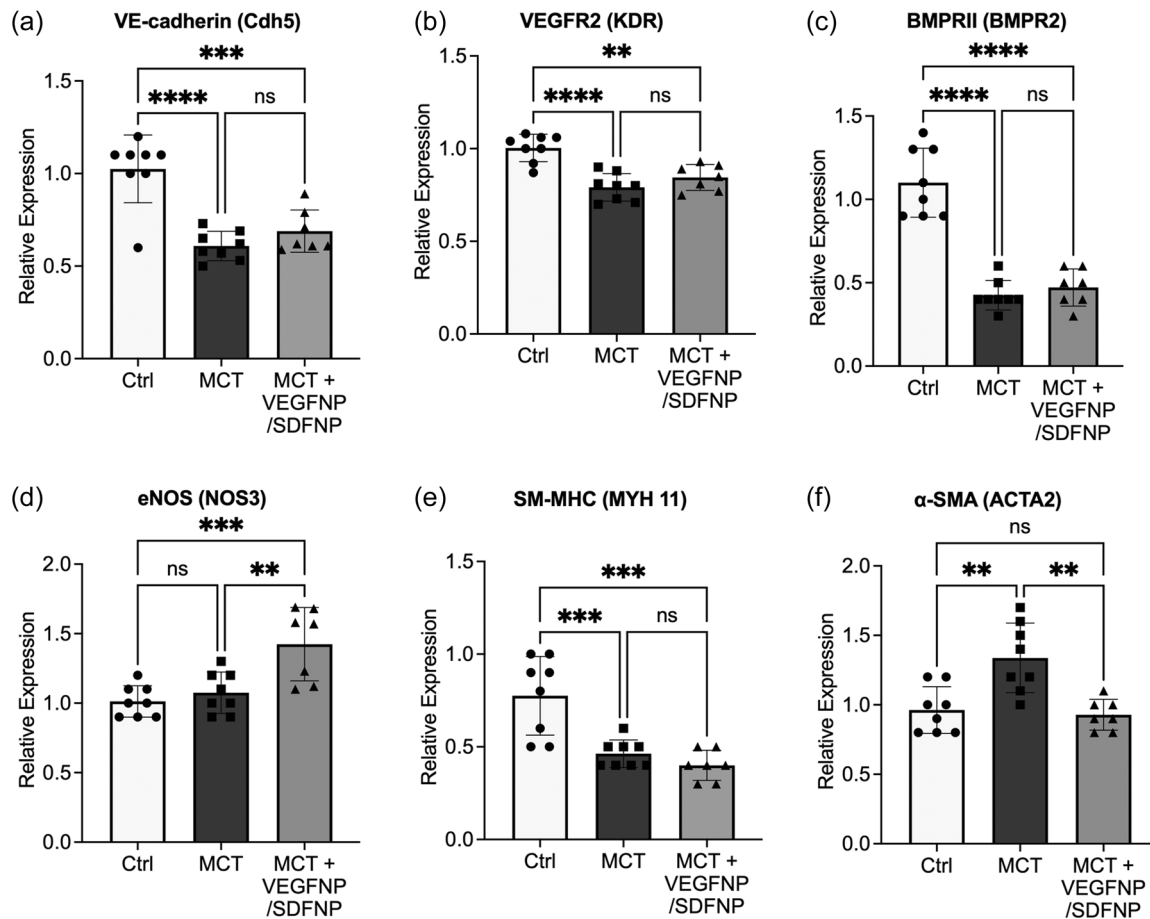 (a)
VE-cadherin (Cdh5)
***
****
ns
1.5
1.0
0.5
0.0
Relative Expression
Ctrl
MCT
MCT +
VEGFNP
/SDFNP
(b)
VEGFR2 (KDR)
**
****
ns
1.5
1.0
0.5
0.0
Relative Expression
Ctrl
MCT
MCT +
VEGFNP
/SDFNP
(c)
BMPRII (BMPR2)
****
****
ns
1.5
1.0
0.5
0.0
Relative Expression
Ctrl
MCT
MCT +
VEGFNP
/SDFNP
(d)
eNOS (NOS3)
***
ns
**
2.0
1.5
1.0
0.5
0.0
Relative Expression
Ctrl
MCT
MCT +
VEGFNP
/SDFNP
(e)
SM-MHC (MYH 11)
***
***
ns
1.5
1.0
0.5
0.0
Relative Expression
Ctrl
MCT
MCT +
VEGFNP
/SDFNP
(f)
α-SMA (ACTA2)
ns
**
**
2.0
1.5
1.0
0.5
0.0
Relative Expression
Ctrl
MCT
MCT +
VEGFNP
/SDFNP